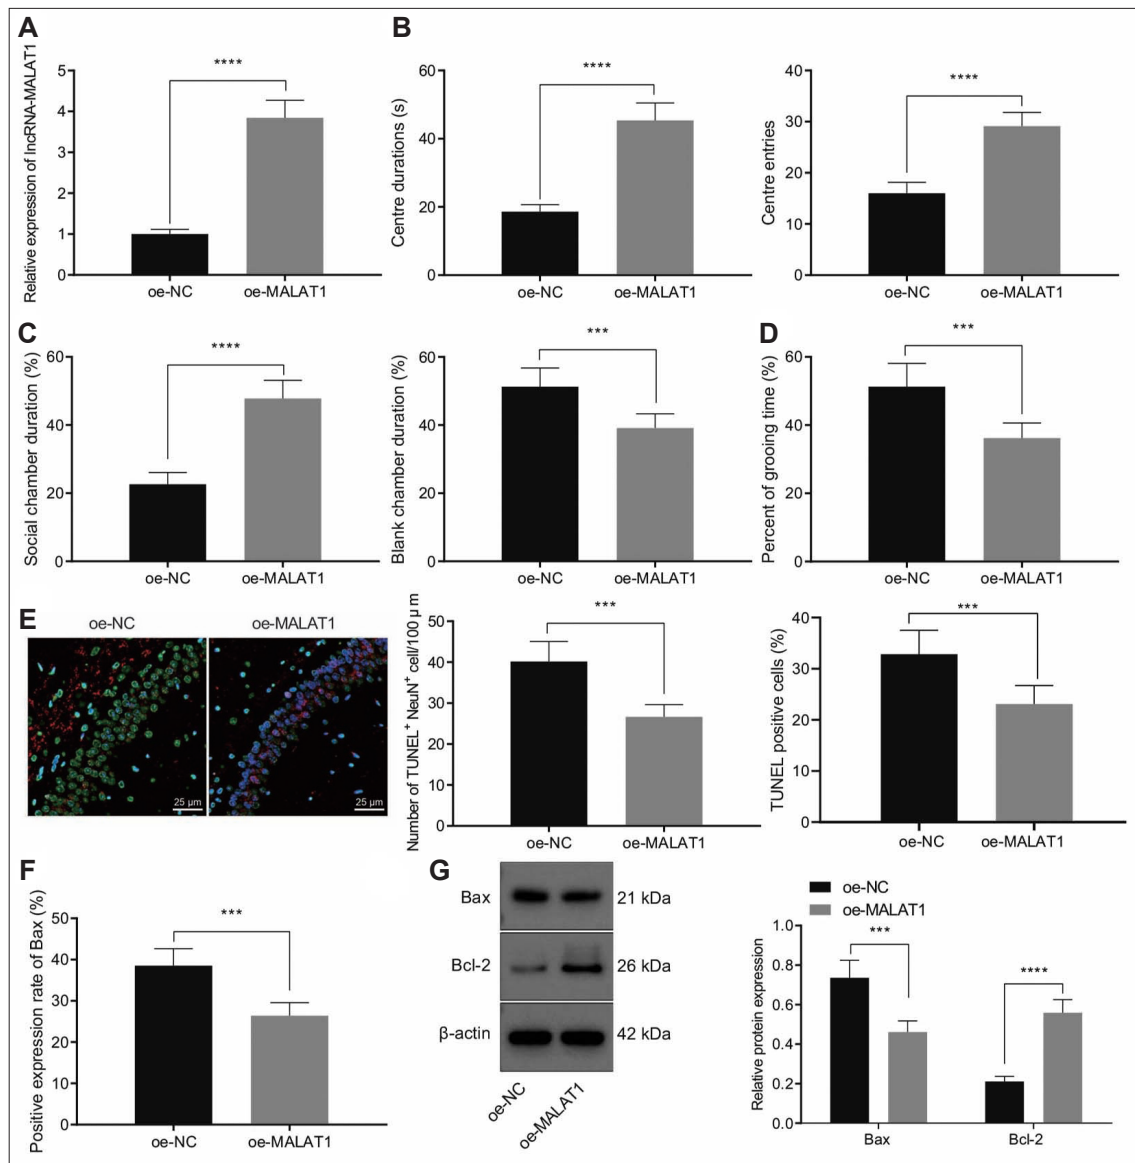 A
Relative expression of lncRNA-MALAT1
5
4
3
2
1
0
****
oe-NC
oe-MALAT1
B
Centre durations (s)
60
40
20
0
****
oe-NC
oe-MALAT1
Centre entries
40
30
20
10
0
****
oe-NC
oe-MALAT1
C
Social chamber duration (%)
60
40
20
0
****
oe-NC
oe-MALAT1
Blank chamber duration (%)
60
40
20
0
***
oe-NC
oe-MALAT1
D
Percent of grooing time (%)
60
40
20
0
***
oe-NC
oe-MALAT1
E
oe-NC
oe-MALAT1
25 μm
25 μm
Number of TUNEL⁺ NeuN⁺ cell/100 μm
50
40
30
20
10
0
***
oe-NC
oe-MALAT1
TUNEL positive cells (%)
40
30
20
10
0
***
oe-NC
oe-MALAT1
F
Positive expression rate of Bax (%)
50
40
30
20
10
0
***
oe-NC
oe-MALAT1
G
Bax
21 kDa
Bcl-2
26 kDa
β-actin
42 kDa
oe-NC
oe-MALAT1
oe-NC
oe-MALAT1
Relative protein expression
1.0
0.8
0.6
0.4
0.2
0.0
***
****
Bax
Bcl-2